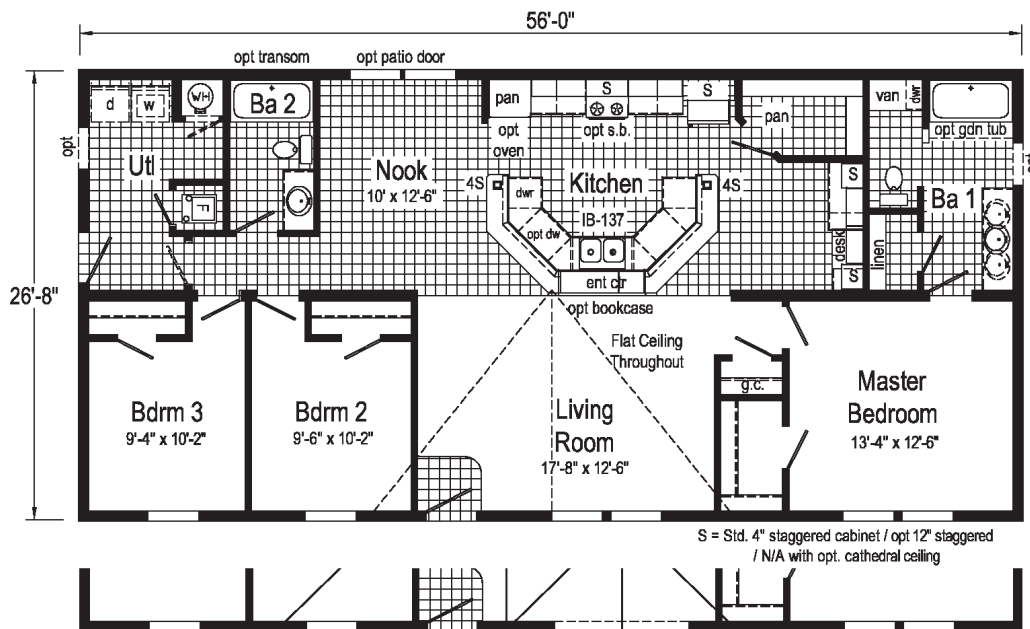 56'-0"
opt transom
opt patio door
26'-8"
opt
d
w
WH
Ba 2
Utl
F
Nook
10' x 12'-6"
pan
opt
oven
S
opt s.b.
S
4S
Kitchen
4S
dwr
IB-137
opt dw
ent ctr
opt bookcase
pan
S
desk
S
van
dwr
opt gdn tub
Ba 1
linen
Flat Ceiling
Throughout
g.c.
Bdrm 3
9'-4" x 10'-2"
Bdrm 2
9'-6" x 10'-2"
Living
Room
17'-8" x 12'-6"
Master
Bedroom
13'-4" x 12'-6"
S = Std. 4" staggered cabinet / opt 12" staggered
/ N/A with opt. cathedral ceiling